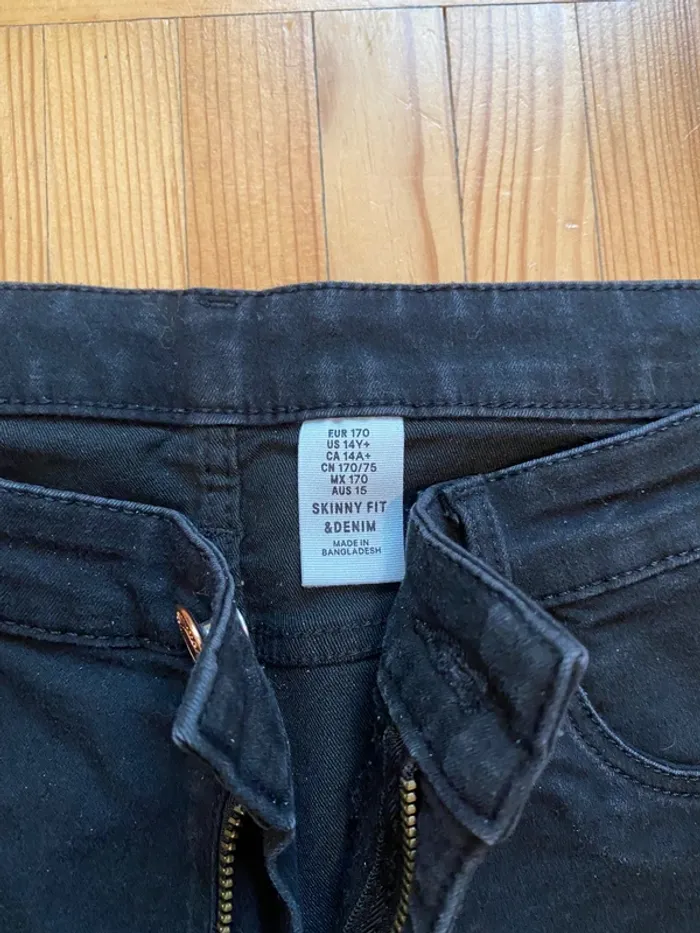 EUR 170
US 14Y+
CA 14A+
CN 170/75
MX 170
AUS 15
SKINNY FIT
&DENIM
MADE IN
BANGLADESH